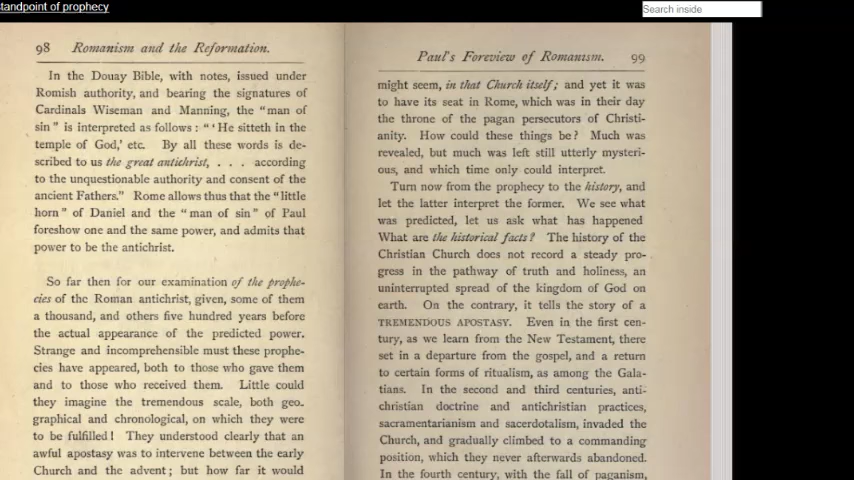 tandpoint of prophecy
Search inside
98 Romanism and the Reformation.
In the Douay Bible, with notes, issued under
Romish authority, and bearing the signatures of
Cardinals Wiseman and Manning, the “man of
sin” is interpreted as follows : “‘ He sitteth in the
temple of God,’ etc. By all these words is de-
scribed to us the great antichrist, . . . according
to the unquestionable authority and consent of the
ancient Fathers.” Rome allows thus that the “little
horn” of Daniel and the “man of sin” of Paul
foreshow one and the same power, and admits that
power to be the antichrist.
So far then for our examination of the prophe-
cies of the Roman antichrist, given, some of them
a thousand, and others five hundred years before
the actual appearance of the predicted power.
Strange and incomprehensible must these prophe-
cies have appeared, both to those who gave them
and to those who received them. Little could
they imagine the tremendous scale, both geo-
graphical and chronological, on which they were
to be fulfilled! They understood clearly that an
awful apostasy was to intervene between the early
Church and the advent; but how far it would
Paul's Foreview of Romanism. 99
might seem, in that Church itself; and yet it was
to have its seat in Rome, which was in their day
the throne of the pagan persecutors of Christi-
anity. How could these things be? Much was
revealed, but much was left still utterly mysteri-
ous, and which time only could interpret.
Turn now from the prophecy to the history, and
let the latter interpret the former. We see what
was predicted, let us ask what has happened
What are the historical facts? The history of the
Christian Church does not record a steady pro-
gress in the pathway of truth and holiness, an
uninterrupted spread of the kingdom of God on
earth. On the contrary, it tells the story of a
TREMENDOUS APOSTASY. Even in the first cen-
tury, as we learn from the New Testament, there
set in a departure from the gospel, and a return
to certain forms of ritualism, as among the Gala-
tians. In the second and third centuries, anti-
christian doctrine and antichristian practices,
sacramentarianism and sacerdotalism, invaded the
Church, and gradually climbed to a commanding
position, which they never afterwards abandoned.
In the fourth century, with the fall of paganism,